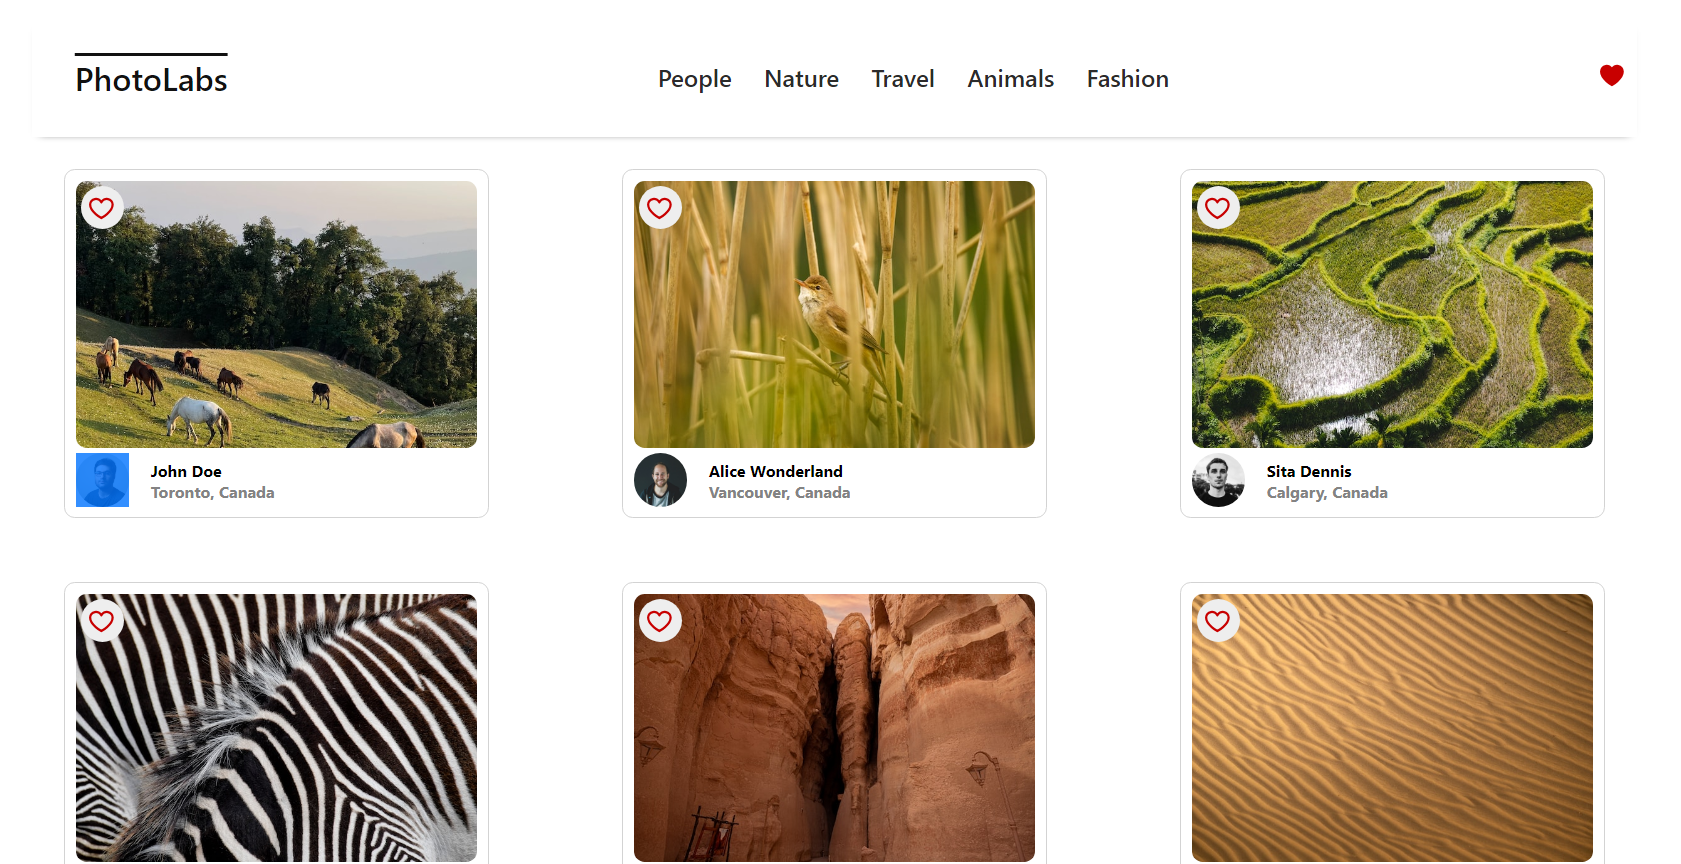 PhotoLabs
People Nature Travel Animals Fashion
John Doe
Toronto, Canada
Alice Wonderland
Vancouver, Canada
Sita Dennis
Calgary, Canada